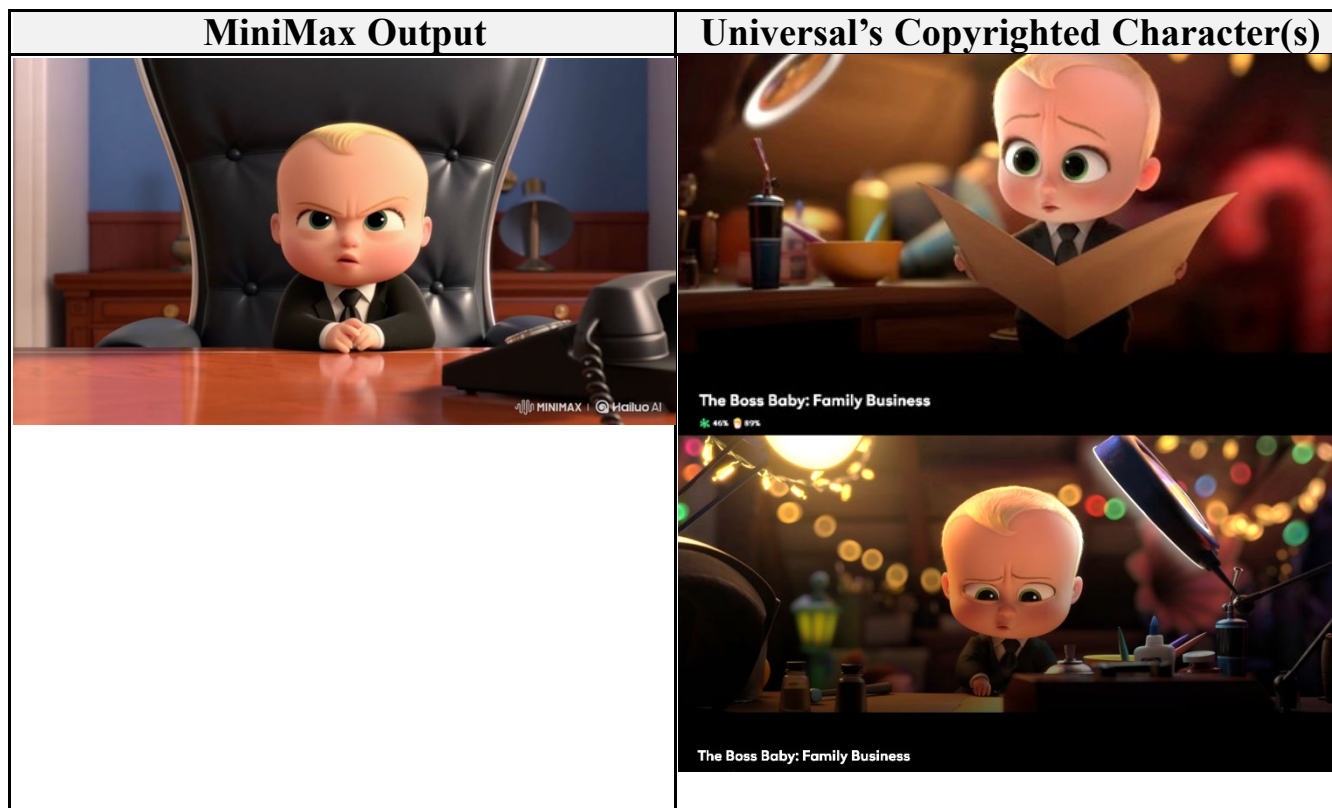 MiniMax Output
Universal’s Copyrighted Character(s)
MINIMAX | Hailuo AI
The Boss Baby: Family Business
46% 89%
The Boss Baby: Family Business